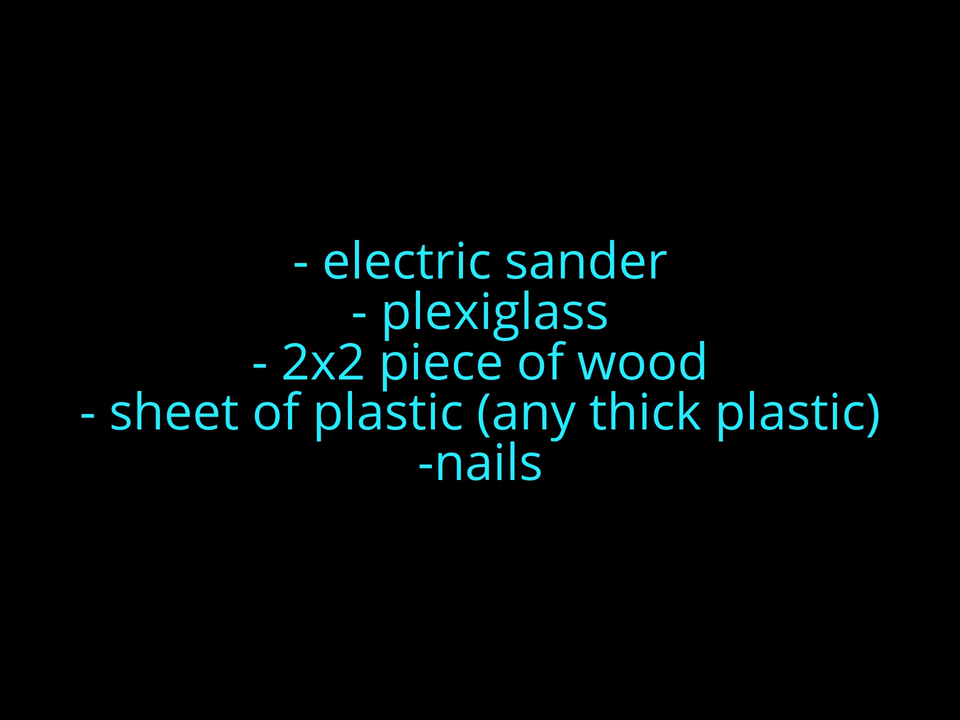 - electric sander
- plexiglass
- 2x2 piece of wood
- sheet of plastic (any thick plastic)
-nails